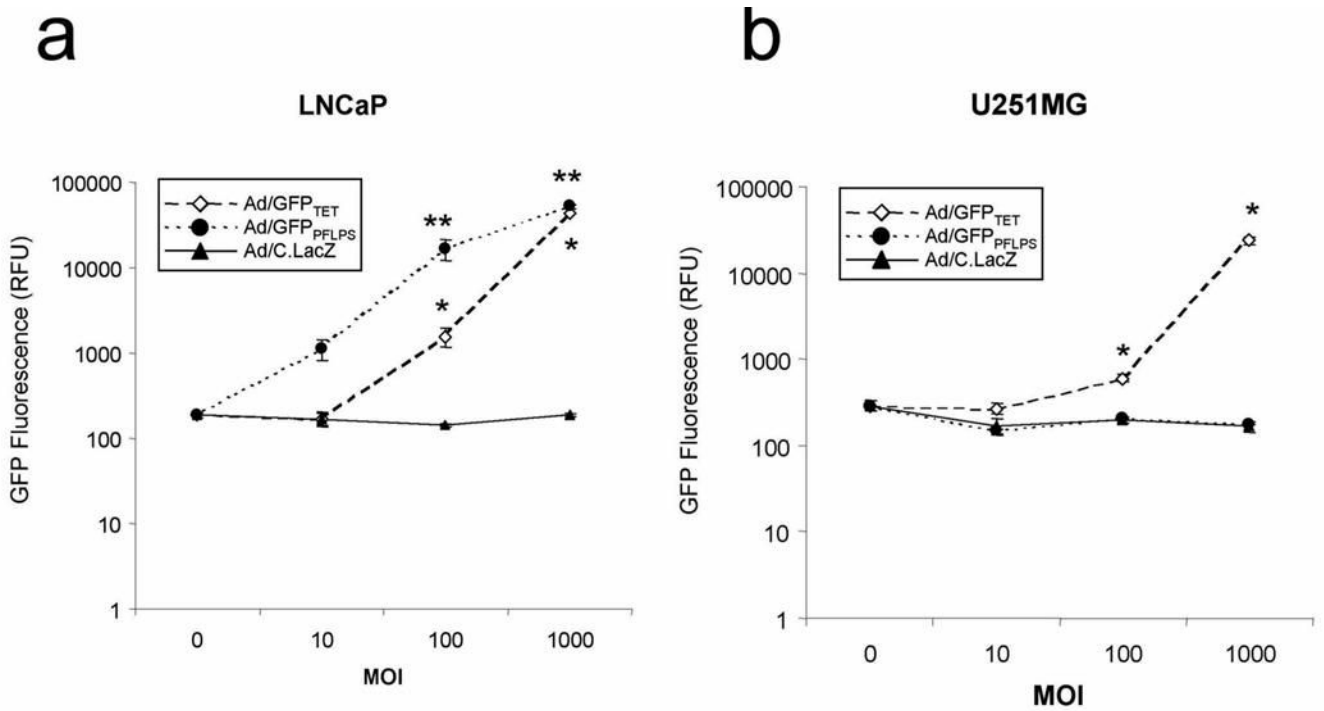 a
LNCaP
GFP Fluorescence (RFU)
100000
10000
1000
100
10
1
Ad/GFPTET
Ad/GFPPFLPS
Ad/C.LacZ
**
**
*
*
0 10 100 1000
MOI
b
U251MG
GFP Fluorescence (RFU)
100000
10000
1000
100
10
1
Ad/GFPTET
Ad/GFPPFLPS
Ad/C.LacZ
*
*
0 10 100 1000
MOI